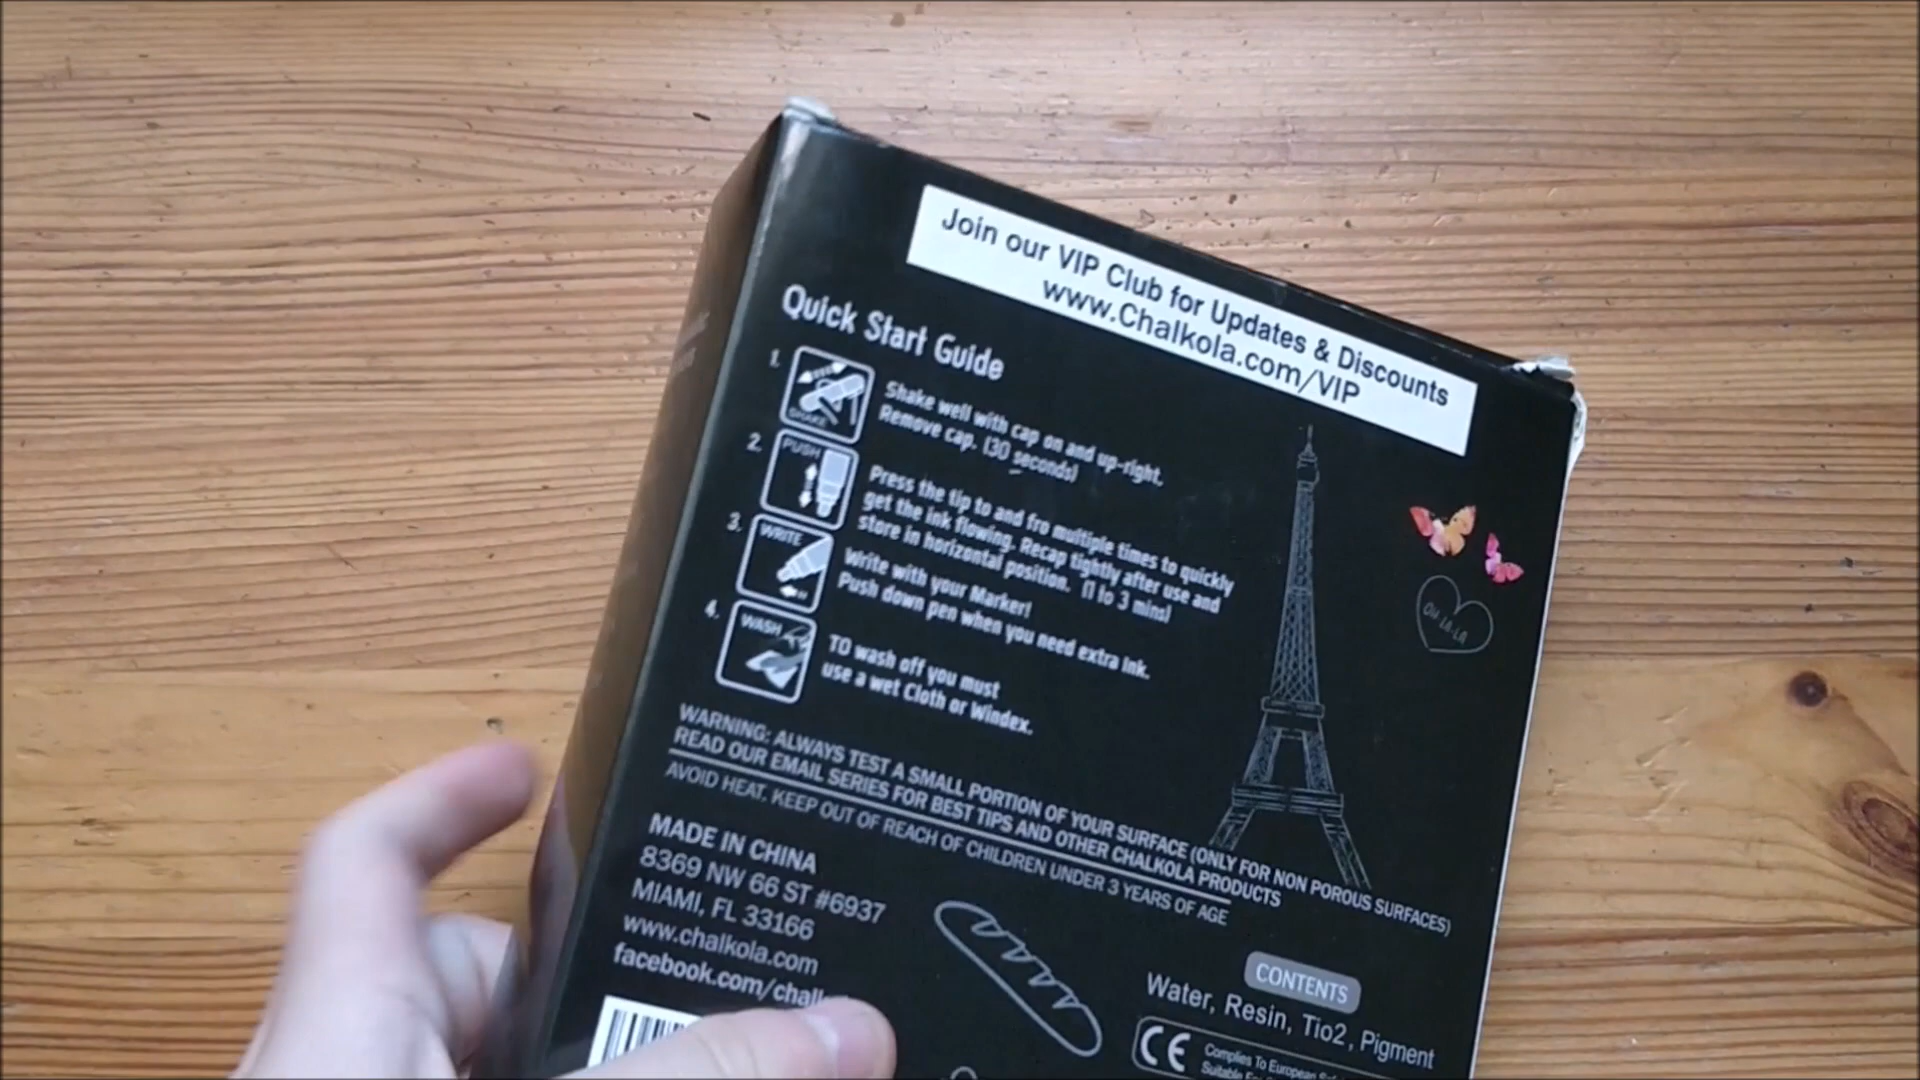 Join our VIP Club for Updates & Discounts
www.Chalkola.com/VIP
Quick Start Guide
1.
SHAKE
Shake well with cap on and up-right.
Remove cap. (30 seconds)
2.
PUSH
Press the tip to and fro multiple times to quickly
get the ink flowing. Recap tightly after use and
store in horizontal position. (1 to 3 mins)
3.
WRITE
Write with your Marker!
Push down pen when you need extra ink.
4.
WASH
TO wash off you must
use a wet Cloth or Windex.
OH LA-LA
WARNING: ALWAYS TEST A SMALL PORTION OF YOUR SURFACE (ONLY FOR NON POROUS SURFACES)
READ OUR EMAIL SERIES FOR BEST TIPS AND OTHER CHALKOLA PRODUCTS
AVOID HEAT, KEEP OUT OF REACH OF CHILDREN UNDER 3 YEARS OF AGE
MADE IN CHINA
8369 NW 66 ST #6937
MIAMI, FL 33166
www.chalkola.com
facebook.com/chalk
CONTENTS
Water, Resin, Tio2, Pigment
CE
Complies To European
Suitable